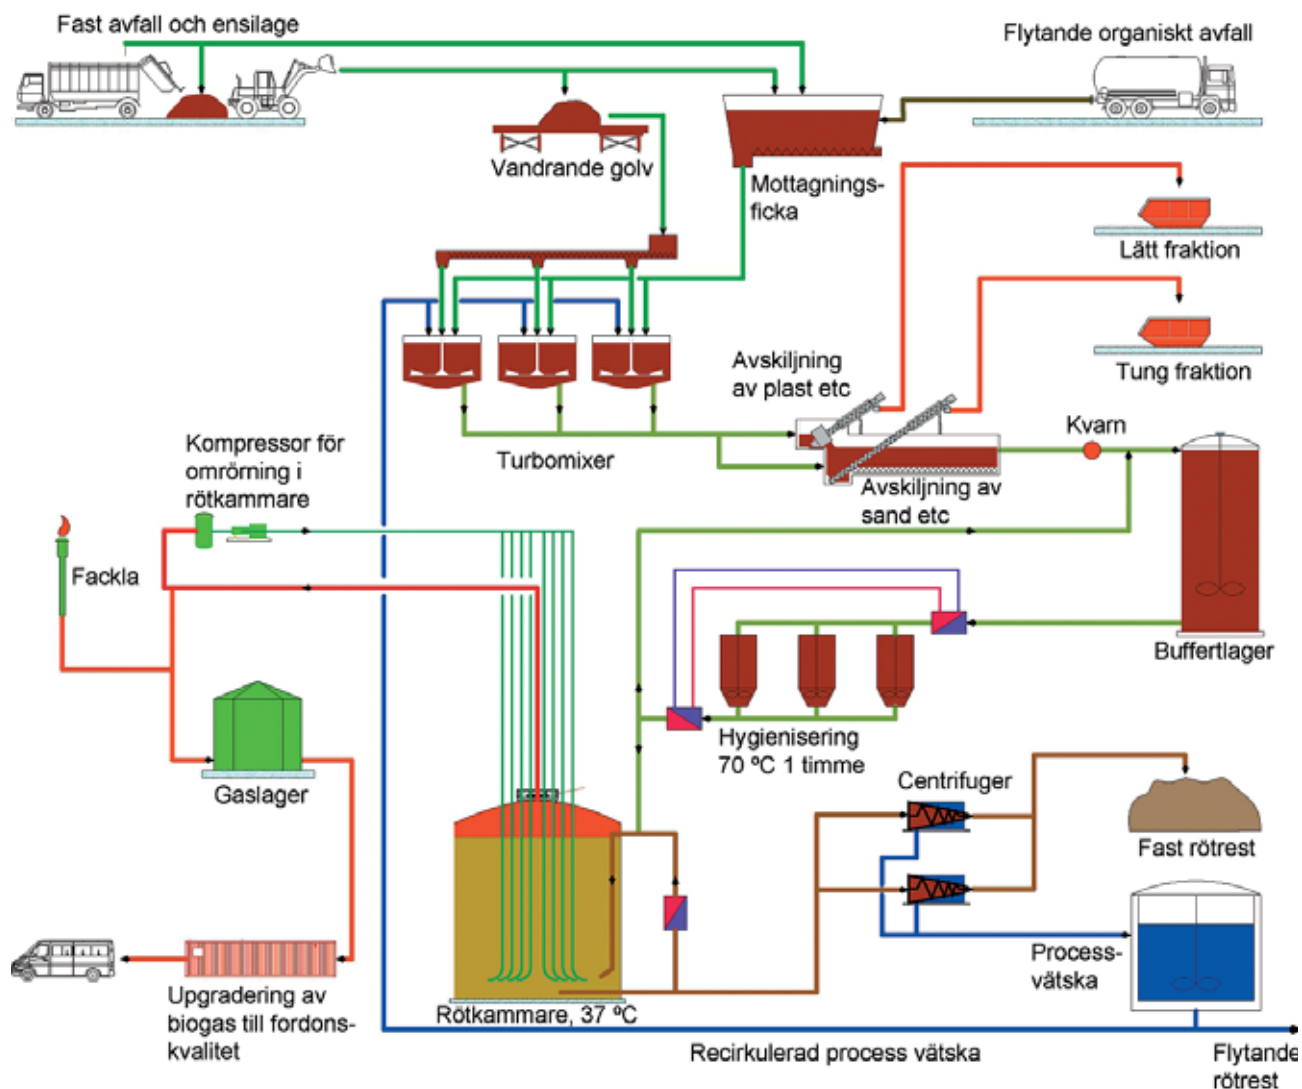 Fast avfall och ensilage
Flytande organiskt avfall
Vandrande golv
Mottagnings-
ficka
Lätt fraktion
Tung fraktion
Avskiljning
av plast etc
Kvarn
Turbomixer
Avskiljning av
sand etc
Kompressor för
omrörning i
rötkammare
Fackla
Buffertlager
Hygienisering
70 ºC 1 timme
Gaslager
Centrifuger
Fast rötrest
Process-
vätska
Upgradering av
biogas till fordons-
kvalitet
Rötkammare, 37 ºC
Recirkulerad process vätska
Flytande
rötrest